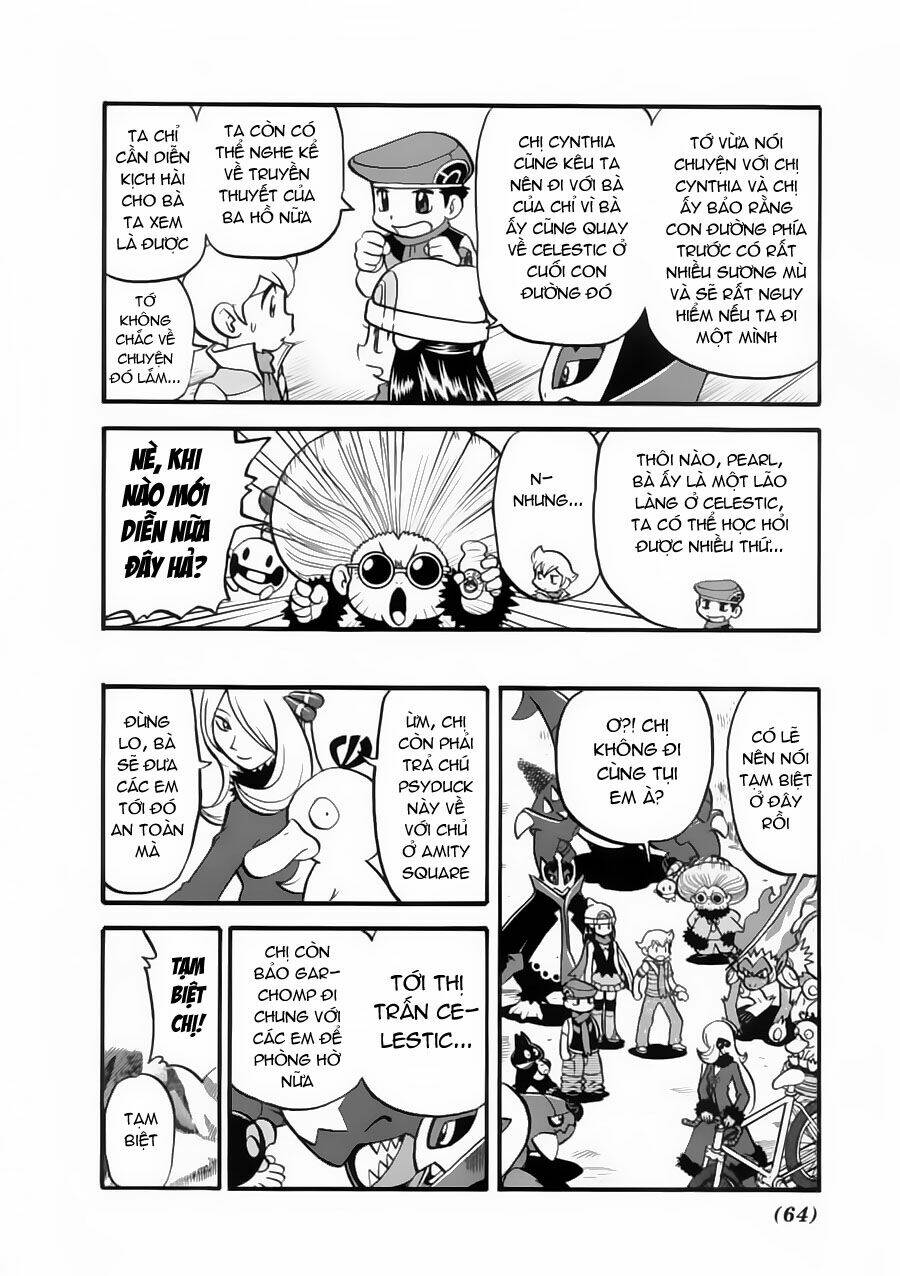 TỚ VỪA NÓI
CHUYỆN VỚI CHỊ
CYNTHIA VÀ CHỊ
ẤY BẢO RẰNG
CON ĐƯỜNG PHÍA
TRƯỚC CÓ RẤT
NHIỀU SƯƠNG MÙ
VÀ SẼ RẤT NGUY
HIỂM NẾU TA ĐI
MỘT MÌNH
CHỊ CYNTHIA
CŨNG KÊU TA
NÊN ĐI VỚI BÀ
CỦA CHỈ VÌ BÀ
ẤY CŨNG QUAY
VỀ CELESTIC Ở
CUỐI CON
ĐƯỜNG ĐÓ
TA CÒN CÓ
THỂ NGHE KỂ
VỀ TRUYỀN
THUYẾT CỦA
BA HỒ NỮA
TA CHỈ
CẦN DIỄN
KỊCH HÀI
CHO BÀ
TA XEM
LÀ ĐƯỢC
TỚ
KHÔNG
CHẮC VỀ
CHUYỆN
ĐÓ LẮM...
THÔI NÀO, PEARL,
BÀ ẤY LÀ MỘT LÃO
LÀNG Ở CELESTIC,
TA CÓ THỂ HỌC HỎI
ĐƯỢC NHIỀU THỨ...
N-
NHƯNG...
NÈ, KHI
NÀO MỚI
DIỄN NỮA
ĐÂY HẢ?
CÓ LẼ
NÊN NÓI
TẠM BIỆT
Ở ĐÂY
RỒI
Ơ?! CHỊ
KHÔNG ĐI
CÙNG TỤI
EM À?
ỪM, CHỊ
CÒN PHẢI
TRẢ CHÚ
PSYDUCK
NÀY VỀ
VỚI CHỦ
Ở AMITY
SQUARE
ĐỪNG
LO, BÀ
SẼ ĐƯA
CÁC EM
TỚI ĐÓ
AN TOÀN
MÀ
TỚI THỊ
TRẤN CE-
LESTIC...
CHỊ CÒN
BẢO GAR-
CHOMP ĐI
CHUNG VỚI
CÁC EM ĐỂ
PHÒNG HỜ
NỮA
TẠM
BIỆT
CHỊ!
TẠM
BIỆT
(64)